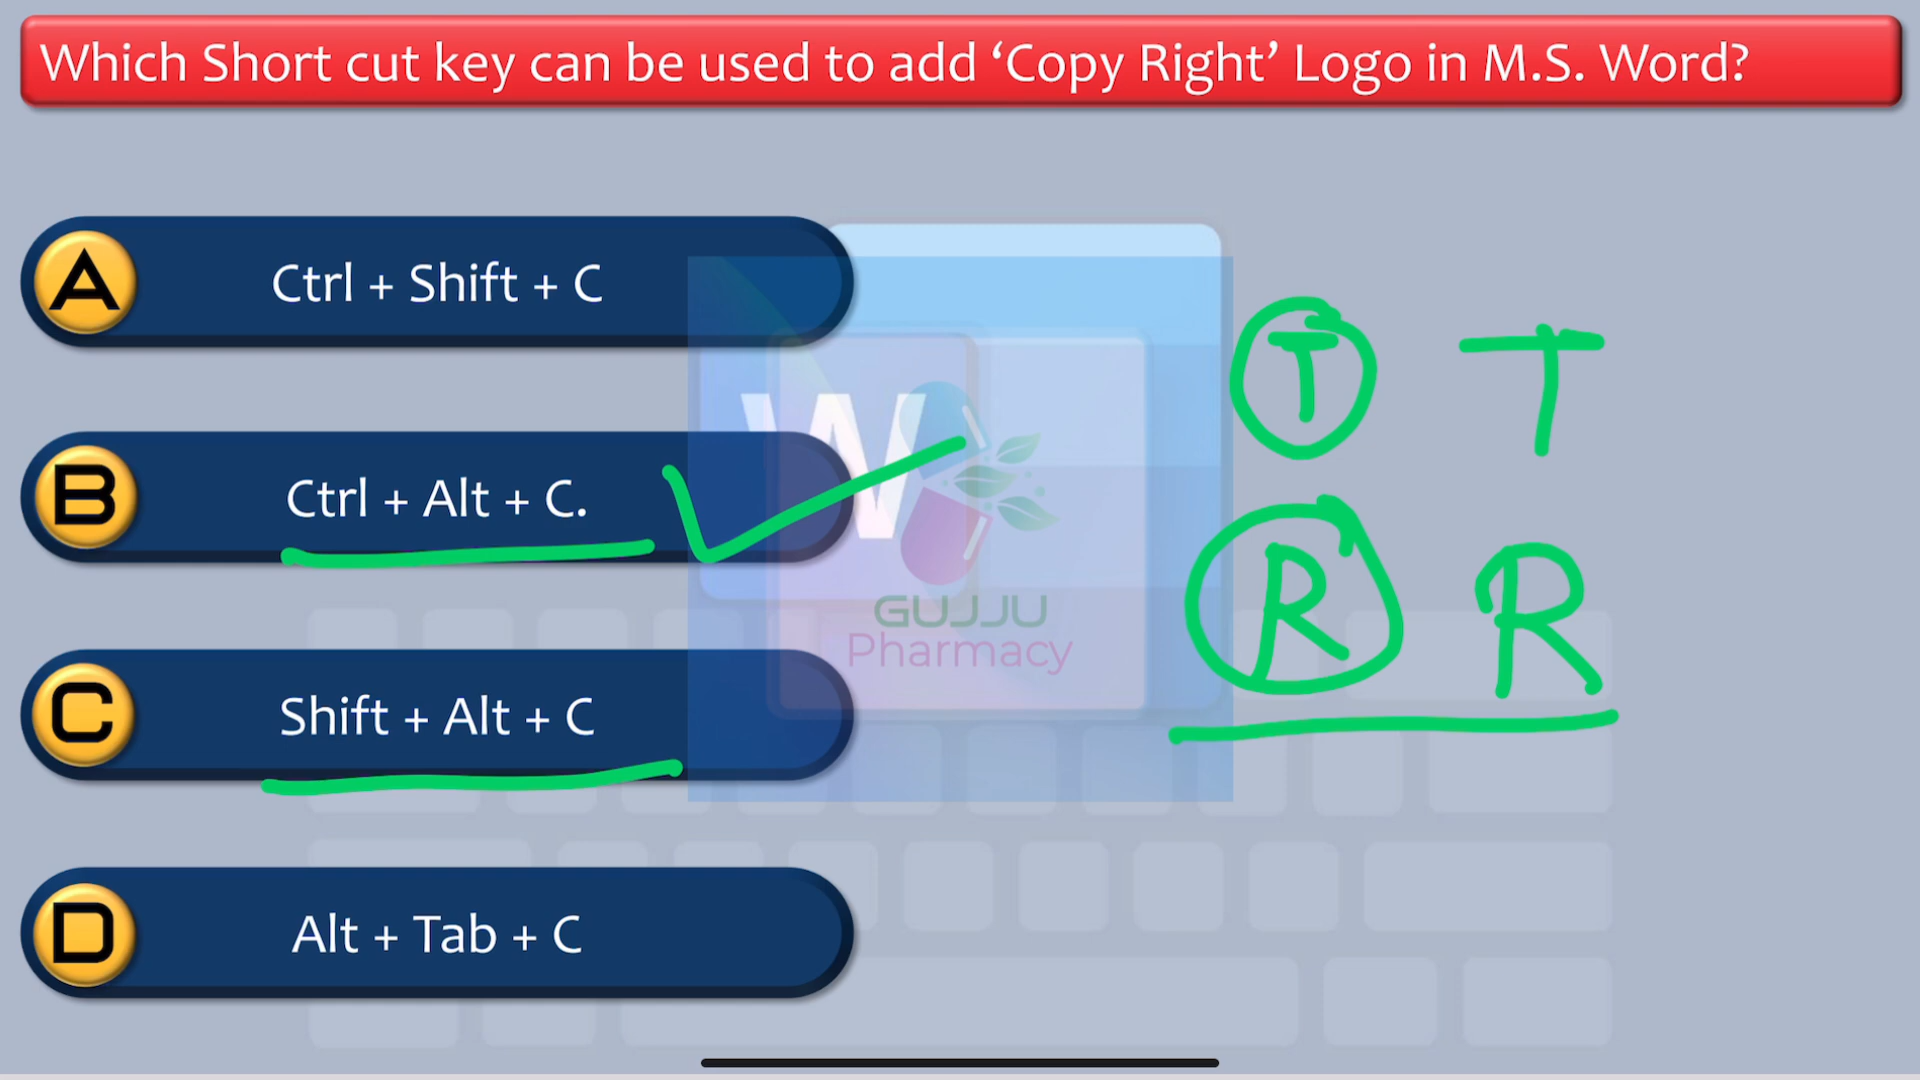 Which Short cut key can be used to add ‘Copy Right’ Logo in M.S. Word?
A Ctrl + Shift + C
B Ctrl + Alt + C.
C Shift + Alt + C
D Alt + Tab + C
W
GUJJU
Pharmacy
T T
R R